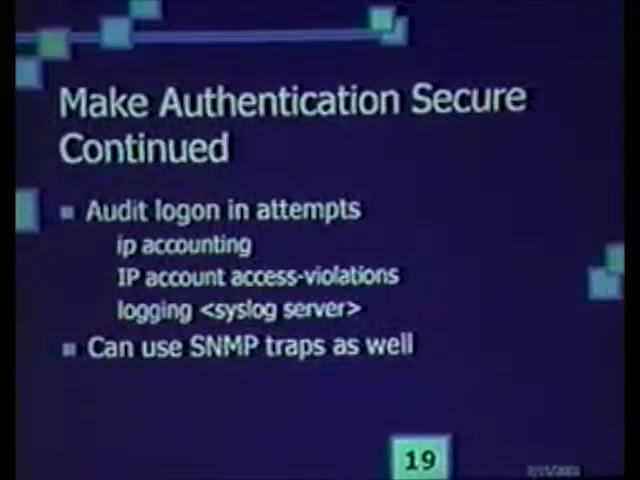 Make Authentication Secure
Continued
Audit logon in attempts
ip accounting
IP account access-violations
logging <syslog server>
Can use SNMP traps as well
19